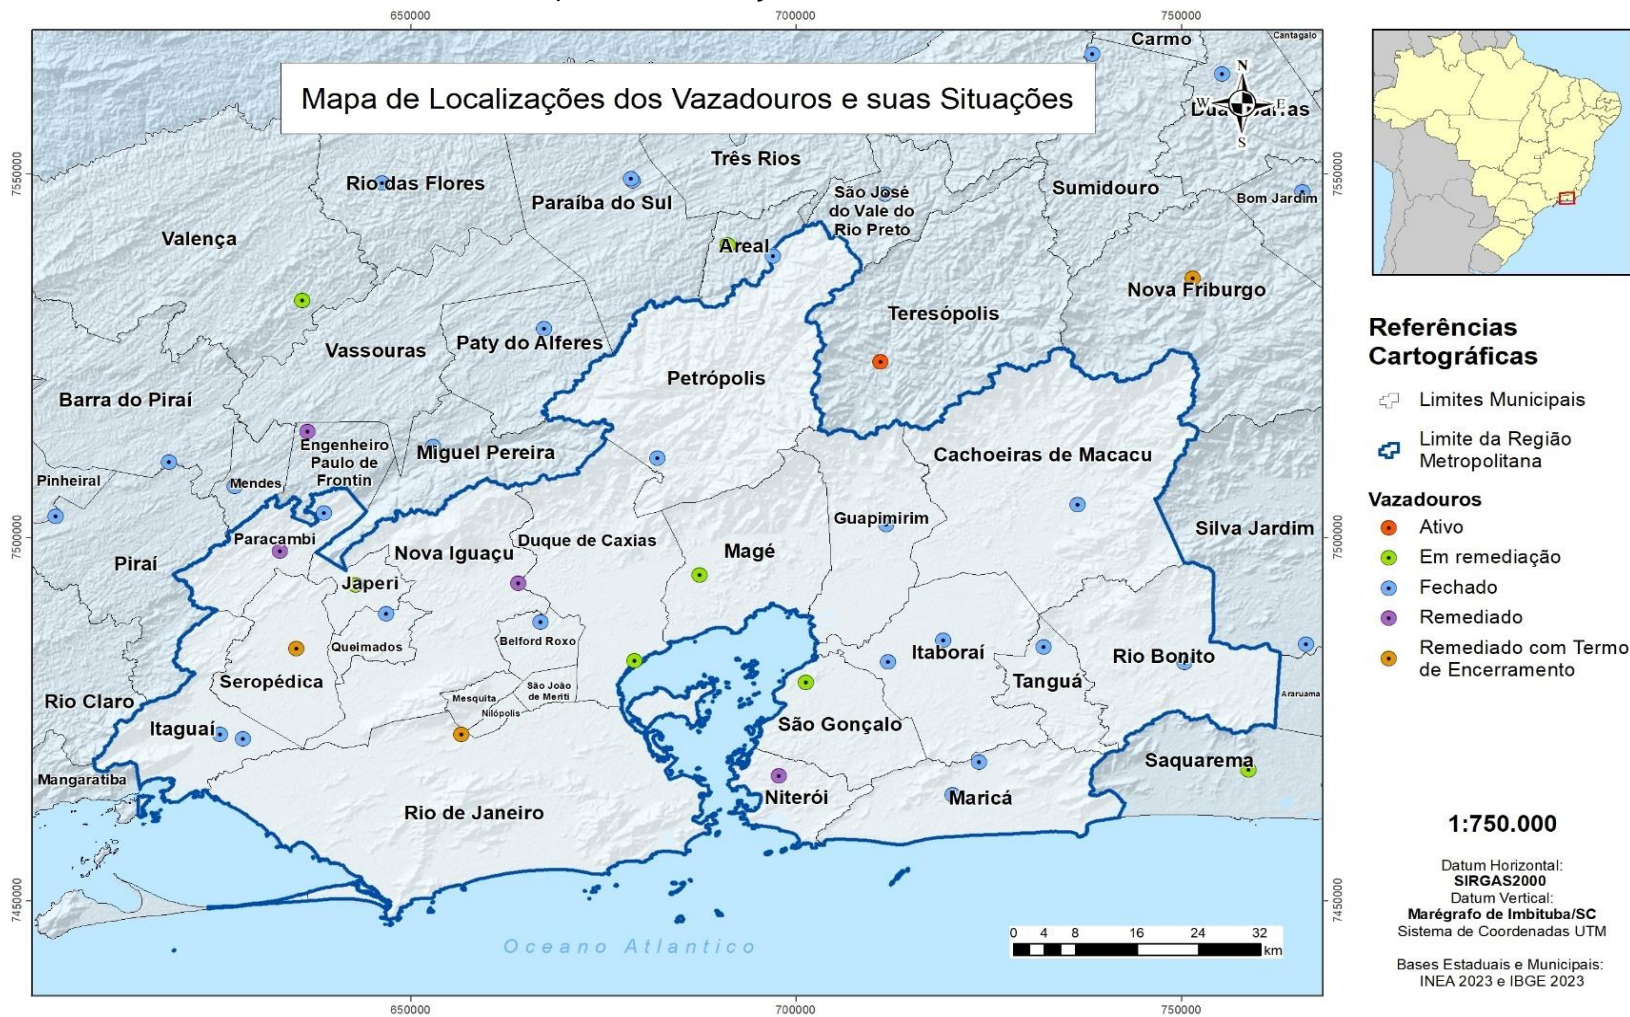 650000
700000
750000
Carmo
Cantagalo
N
W
E
S
Mapa de Localizações dos Vazadouros e suas Situações
7550000
7550000
Três Rios
Rio das Flores
Paraíba do Sul
São José
do Vale do
Rio Preto
Sumidouro
Bom Jardim
Valença
Areal
Nova Friburgo
Teresópolis
Vassouras
Paty do Alferes
Petrópolis
Barra do Piraí
Engenheiro
Paulo de
Frontin
Miguel Pereira
Cachoeiras de Macacu
Pinheiral
Mendes
Guapimirim
Silva Jardim
7500000
7500000
Paracambi
Nova Iguaçu
Duque de Caxias
Magé
Piraí
Japeri
Queimados
Belford Roxo
Itaboraí
Rio Bonito
Seropédica
Tanguá
São João
de Meriti
Mesquita
Nilópolis
Araruama
Rio Claro
Itaguaí
São Gonçalo
Saquarema
Mangaratiba
Rio de Janeiro
Niterói
Maricá
7450000
7450000
Oceano Atlantico
0 4 8 16 24 32
km
650000
700000
750000
Referências
Cartográficas
Limites Municipais
Limite da Região
Metropolitana
Vazadouros
Ativo
Em remediação
Fechado
Remediado
Remediado com Termo
de Encerramento
1:750.000
Datum Horizontal:
SIRGAS2000
Datum Vertical:
Marégrafo de Imbituba/SC
Sistema de Coordenadas UTM
Bases Estaduais e Municipais:
INEA 2023 e IBGE 2023